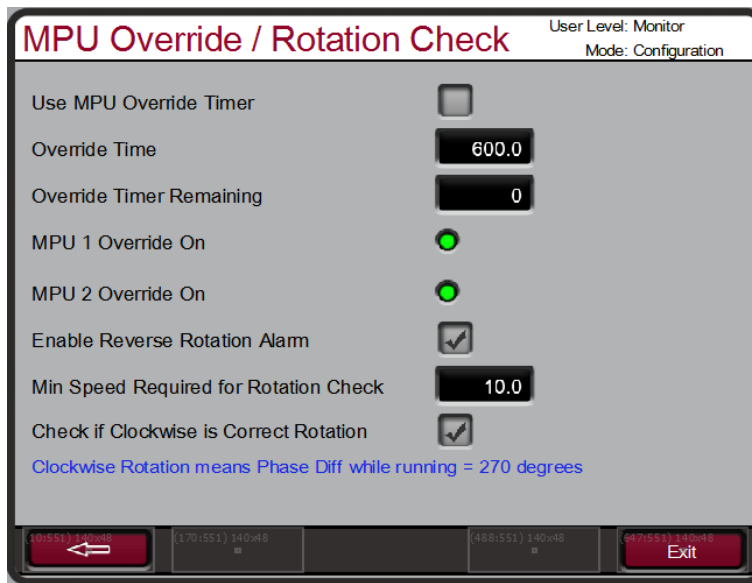 MPU Override / Rotation Check
User Level: Monitor
Mode: Configuration
Use MPU Override Timer
Override Time
600.0
Override Timer Remaining
0
MPU 1 Override On
MPU 2 Override On
Enable Reverse Rotation Alarm
Min Speed Required for Rotation Check
10.0
Check if Clockwise is Correct Rotation
Clockwise Rotation means Phase Diff while running = 270 degrees
(10:551) 140x48
(170:551) 140x48
(488:551) 140x48
(647:551) 140x48
Exit